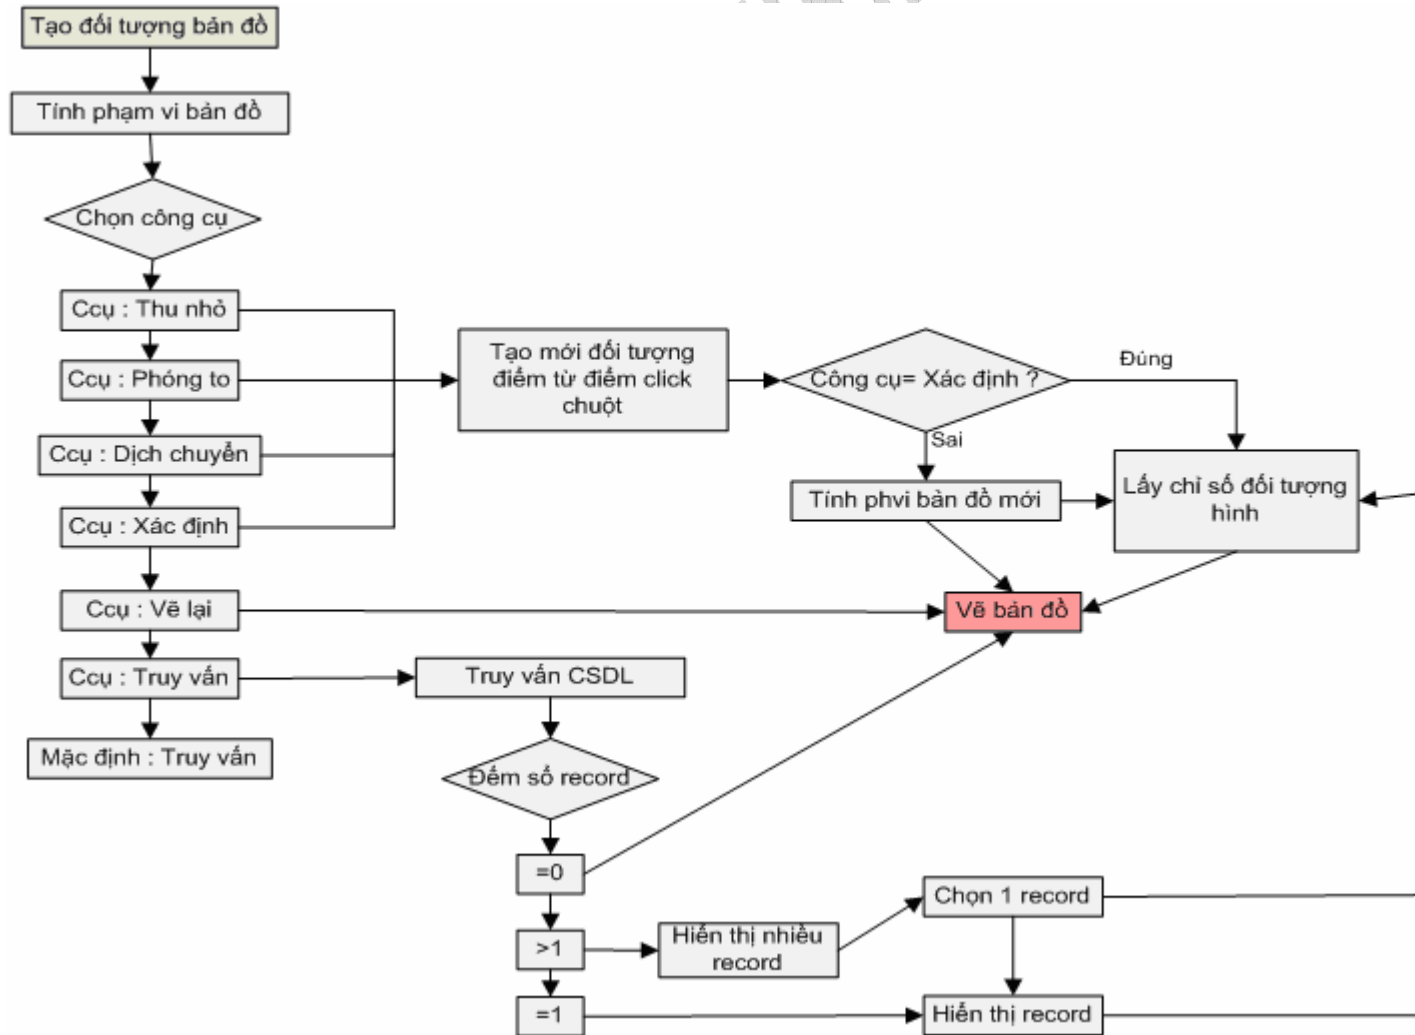 Tạo đối tượng bản đồ
Tính phạm vi bản đồ
Chọn công cụ
Ccụ : Thu nhỏ
Ccụ : Phóng to
Ccụ : Dịch chuyển
Ccụ : Xác định
Ccụ : Vẽ lại
Ccụ : Truy vấn
Mặc định : Truy vấn
Tạo mới đối tượng
điểm từ điểm click
chuột
Công cụ= Xác định ?
Đúng
Sai
Tính phvi bản đồ mới
Lấy chỉ số đối tượng
hình
Vẽ bản đồ
Truy vấn CSDL
Đếm số record
=0
>1
=1
Hiển thị nhiều
record
Chọn 1 record
Hiển thị record